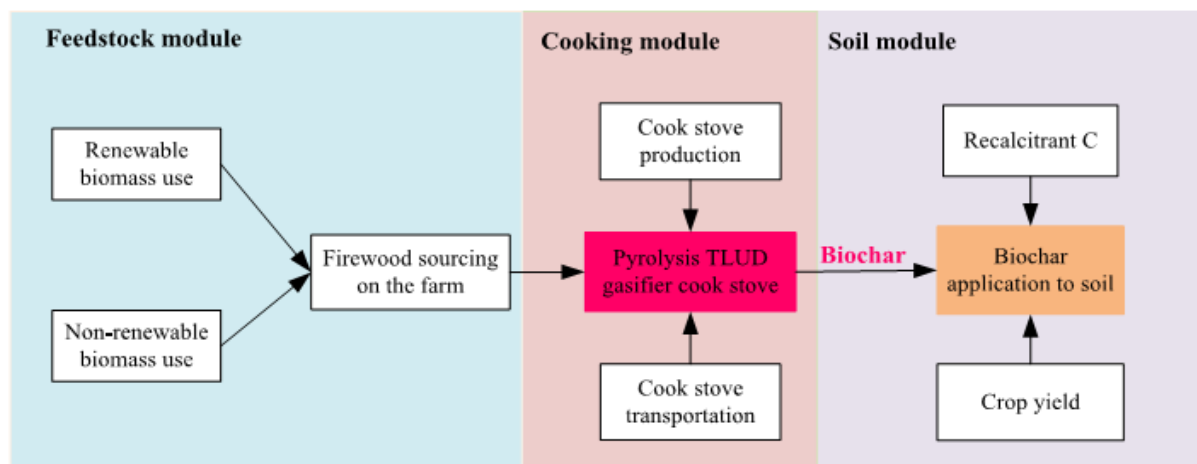 Feedstock module
Renewable
biomass use
Non-renewable
biomass use
Firewood sourcing
on the farm
Cooking module
Cook stove
production
Pyrolysis TLUD
gasifier cook stove
Cook stove
transportation
Biochar
Soil module
Recalcitrant C
Biochar
application to soil
Crop yield